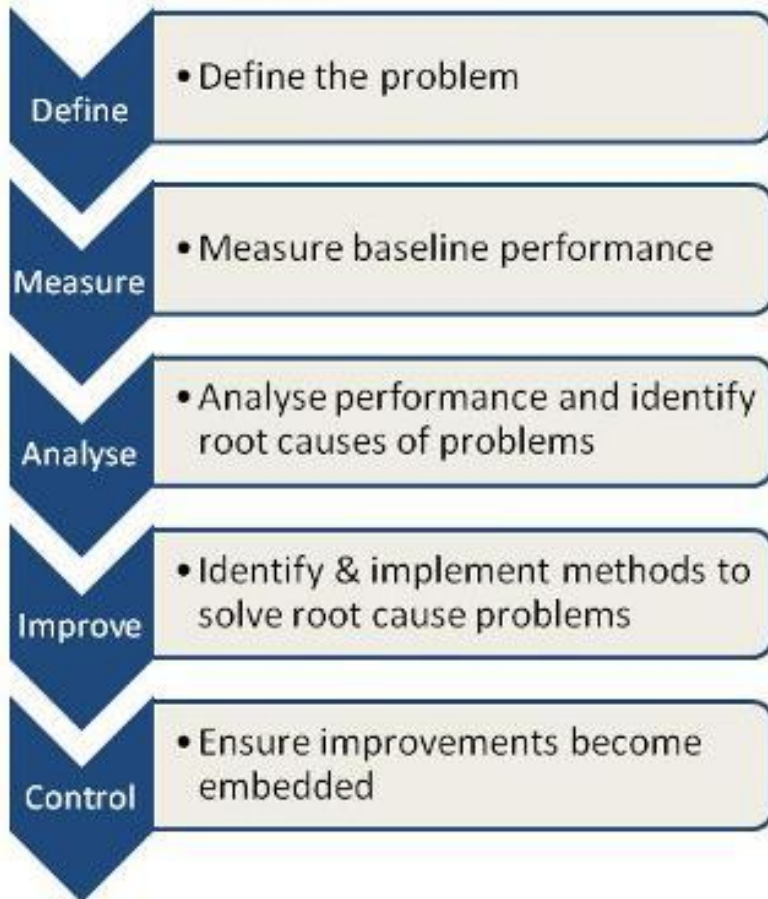 Define
• Define the problem
Measure
• Measure baseline performance
Analyse
• Analyse performance and identify
root causes of problems
Improve
• Identify & implement methods to
solve root cause problems
Control
• Ensure improvements become
embedded